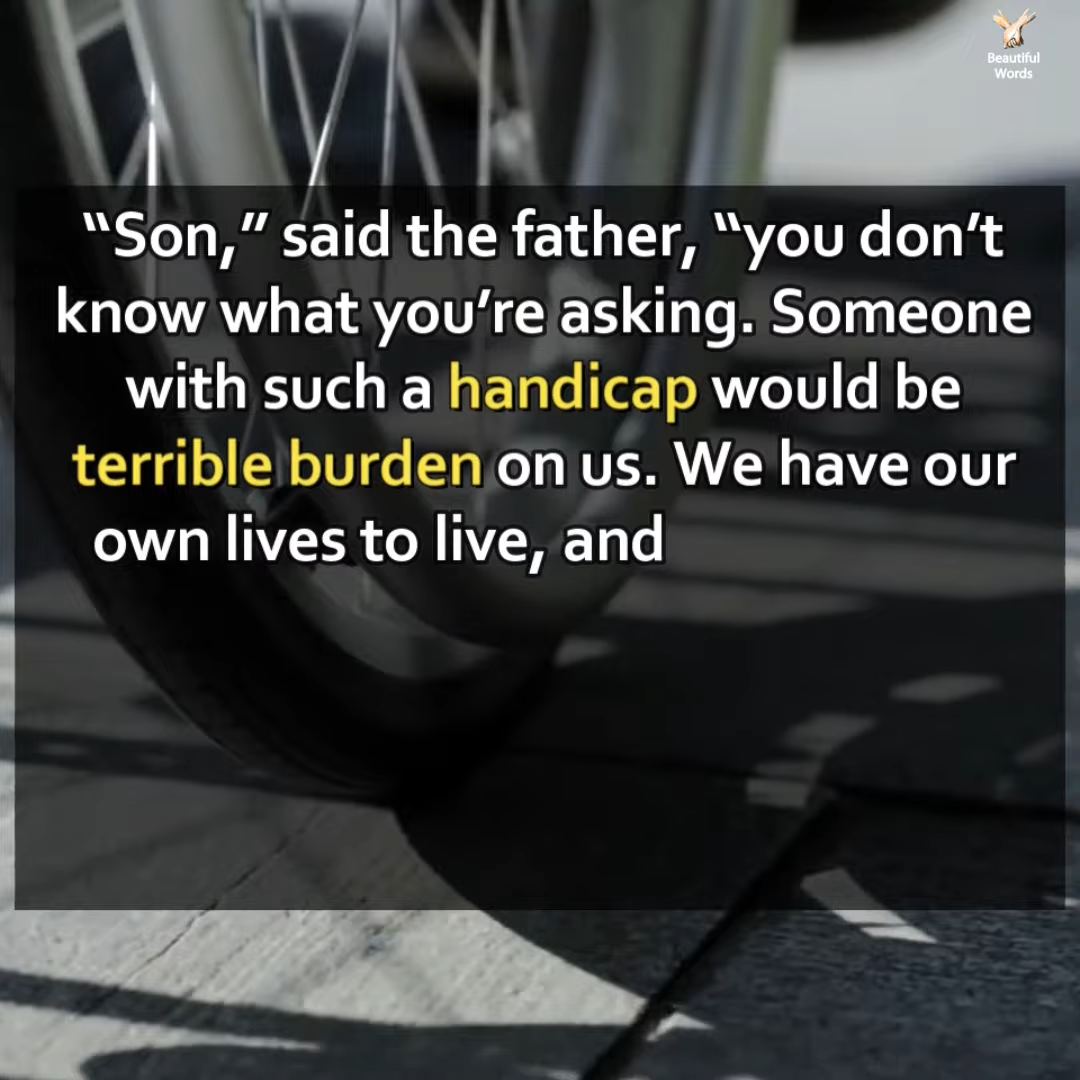 Beautiful
Words
“Son,” said the father, “you don’t
know what you’re asking. Someone
with such a handicap would be
terrible burden on us. We have our
own lives to live, and